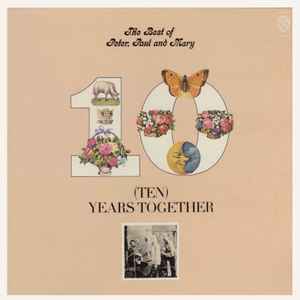 The Best of
Peter, Paul and Mary
10
(TEN)
YEARS TOGETHER